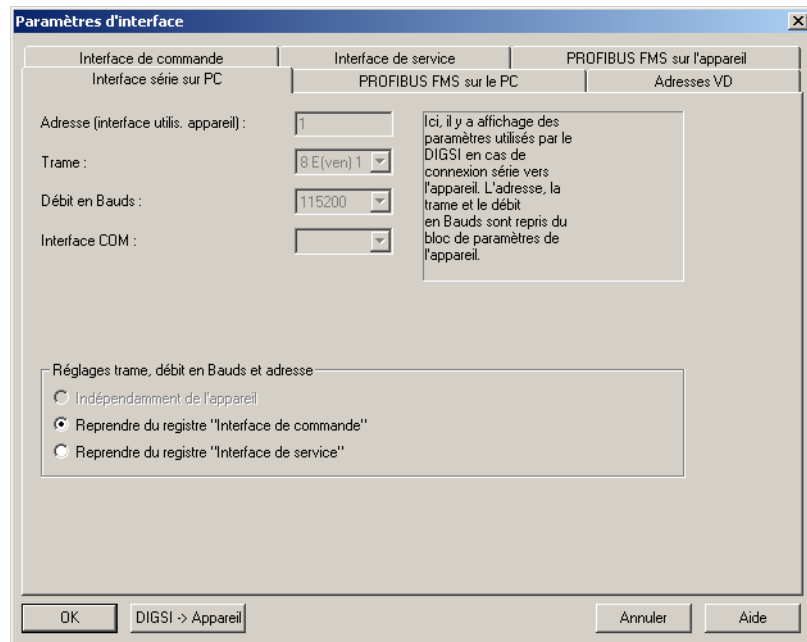 Paramètres d'interface
Interface de commande
Interface de service
PROFIBUS FMS sur l'appareil
Interface série sur PC
PROFIBUS FMS sur le PC
Adresses VD
Adresse (interface utilis. appareil) :
1
Trame :
8 E(ven) 1
Débit en Bauds :
115200
Interface COM :
Ici, il y a affichage des
paramètres utilisés par le
DIGSI en cas de
connexion série vers
l'appareil. L'adresse, la
trame et le débit
en Bauds sont repris du
bloc de paramètres de
l'appareil.
Réglages trame, débit en Bauds et adresse
Indépendamment de l'appareil
Reprendre du registre "Interface de commande"
Reprendre du registre "Interface de service"
OK
DIGSI -> Appareil
Annuler
Aide